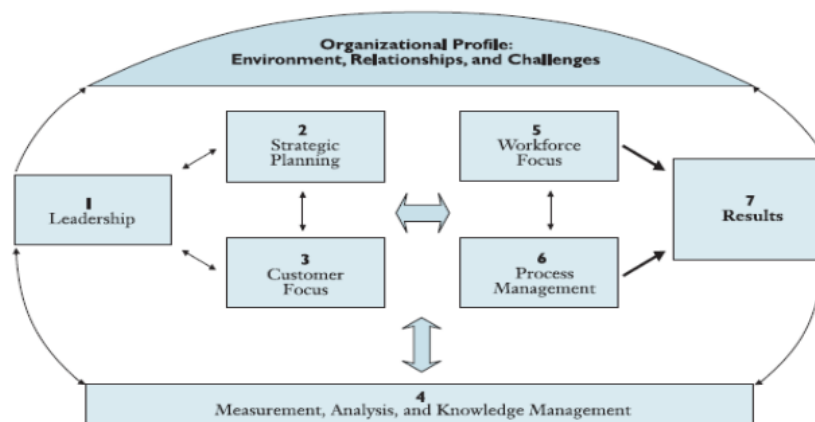 Organizational Profile:
Environment, Relationships, and Challenges
2
Strategic
Planning
5
Workforce
Focus
1
Leadership
7
Results
3
Customer
Focus
6
Process
Management
4
Measurement, Analysis, and Knowledge Management